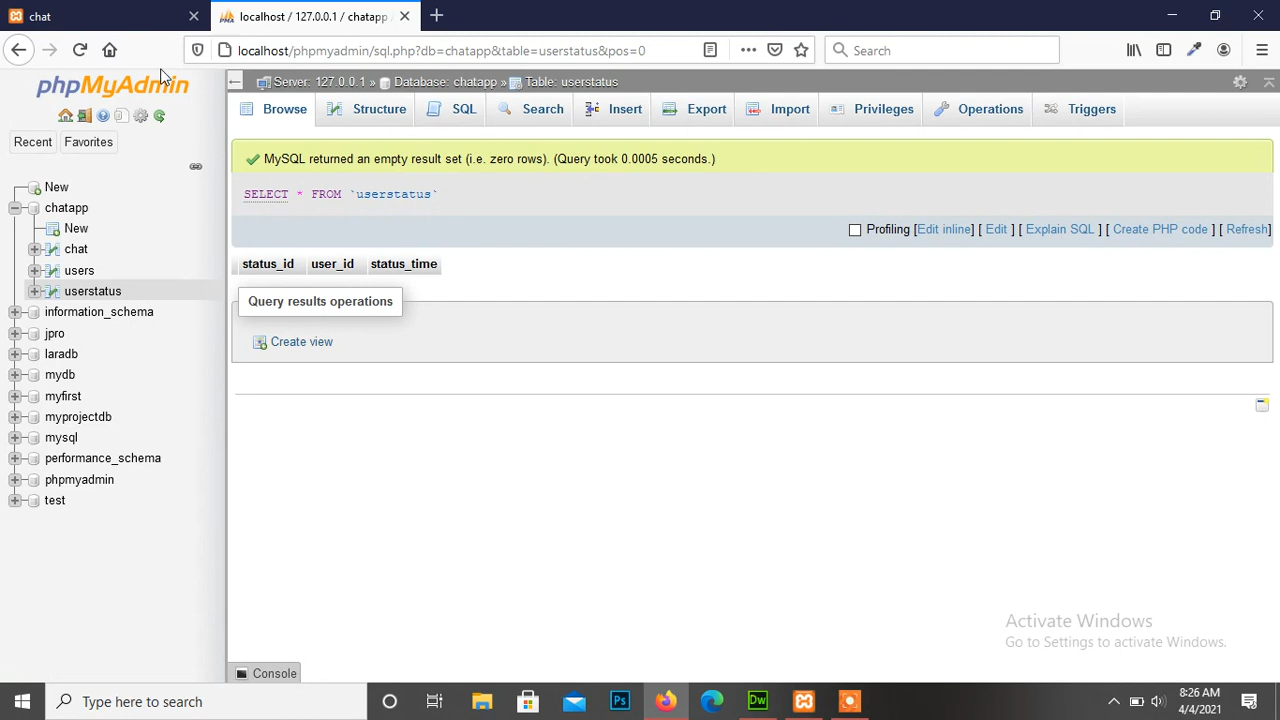 chat
localhost / 127.0.0.1 / chatapp /
localhost/phpmyadmin/sql.php?db=chatapp&table=userstatus&pos=0
Search
phpMyAdmin
Server: 127.0.0.1 » Database: chatapp » Table: userstatus
Browse Structure SQL Search Insert Export Import Privileges Operations Triggers
Recent Favorites
MySQL returned an empty result set (i.e. zero rows). (Query took 0.0005 seconds.)
SELECT * FROM `userstatus`
Profiling [Edit inline] [ Edit ] [ Explain SQL ] [ Create PHP code ] [ Refresh]
status_id user_id status_time
Query results operations
Create view
New
chatapp
New
chat
users
userstatus
information_schema
jpro
laradb
mydb
myfirst
myprojectdb
mysql
performance_schema
phpmyadmin
test
Activate Windows
Go to Settings to activate Windows.
Console
Type here to search
Ps
Dw
8:26 AM
4/4/2021